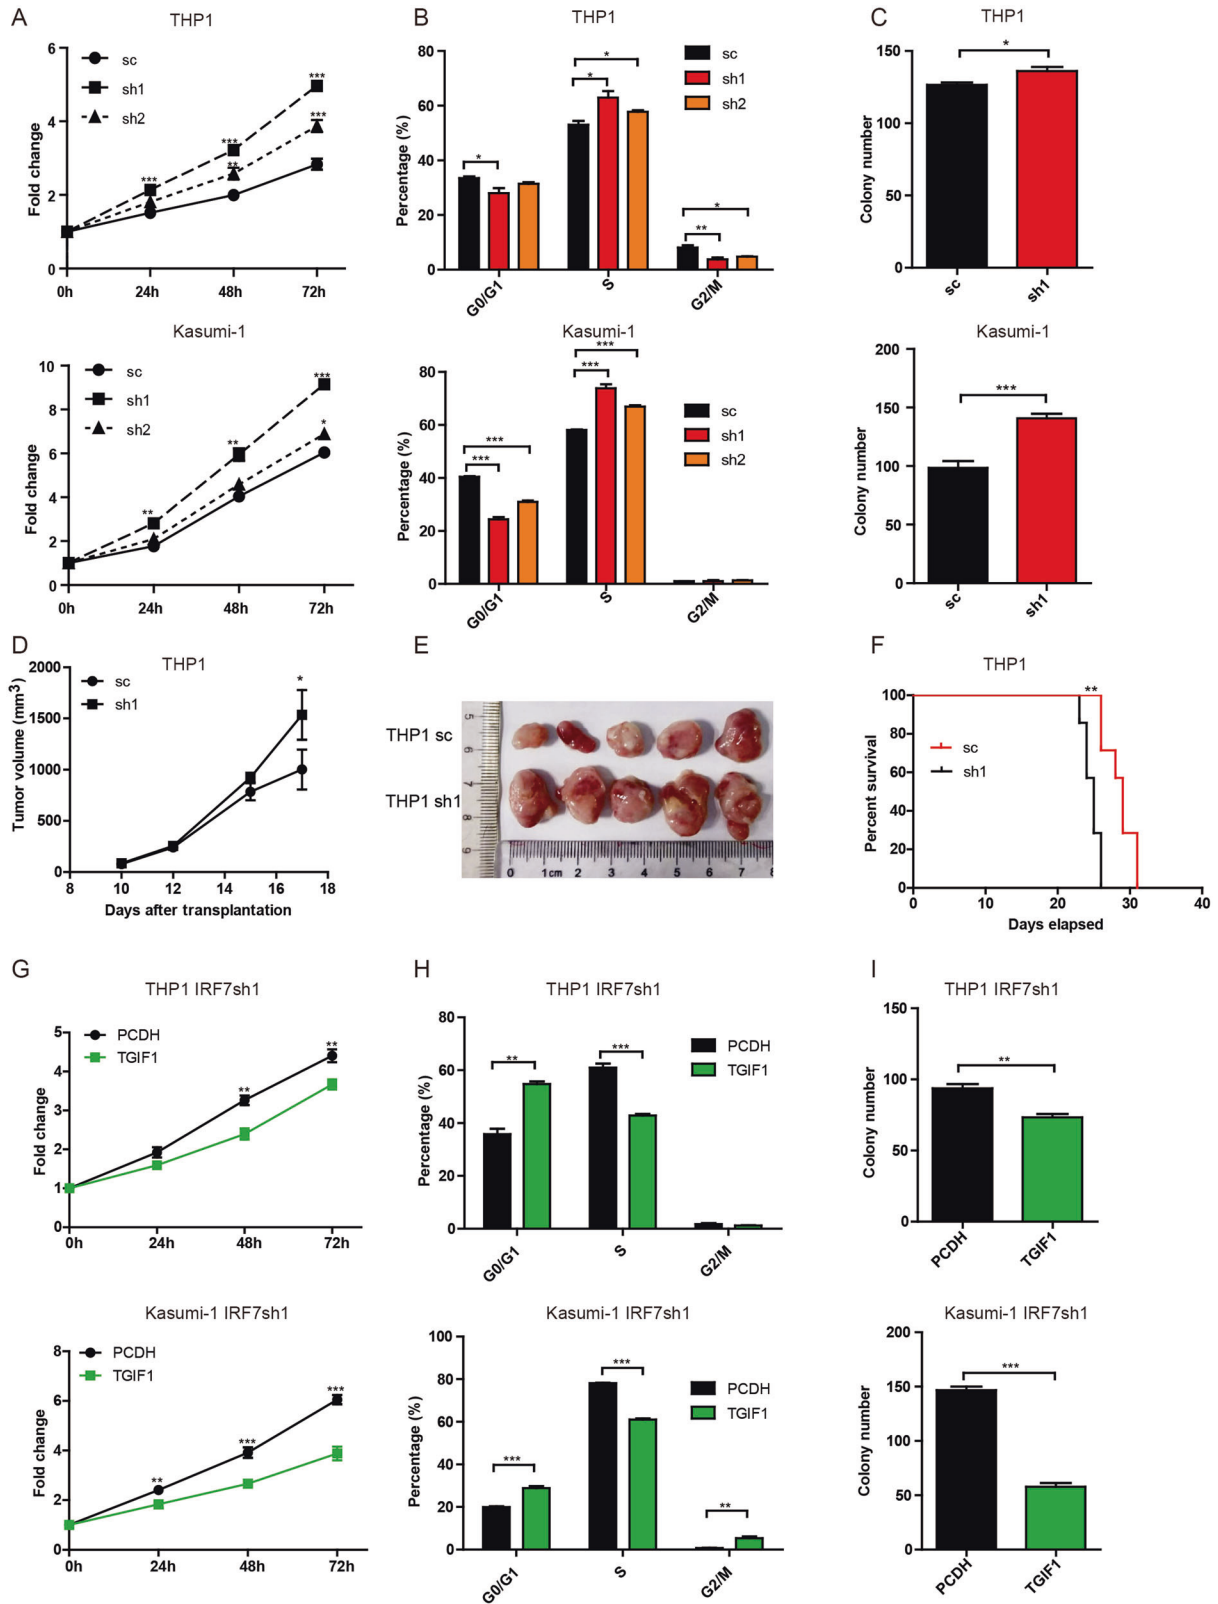 A
THP1
Fold change
6
4
2
0
sc
sh1
sh2
***
***
***
***
**
0h
24h
48h
72h
B
THP1
Percentage (%)
80
60
40
20
0
sc
sh1
sh2
*
*
*
*
**
G0/G1
S
G2/M
C
THP1
Colony number
150
100
50
0
*
sc
sh1
Kasumi-1
Fold change
10
8
6
4
2
0
sc
sh1
sh2
**
**
***
*
0h
24h
48h
72h
Kasumi-1
Percentage (%)
80
60
40
20
0
sc
sh1
sh2
***
***
***
***
G0/G1
S
G2/M
Kasumi-1
Colony number
200
150
100
50
0
***
sc
sh1
D
THP1
Tumor volume (mm³)
2000
1500
1000
500
0
sc
sh1
*
8
10
12
14
16
18
Days after transplantation
E
THP1 sc
THP1 sh1
5
6
7
8
9
0
1cm
2
3
4
5
6
7
F
THP1
Percent survival
100
80
60
40
20
0
**
sc
sh1
0
10
20
30
40
Days elapsed
G
THP1 IRF7sh1
Fold change
5
4
3
2
1
0
PCDH
TGIF1
**
**
0h
24h
48h
72h
H
THP1 IRF7sh1
Percentage (%)
80
60
40
20
0
PCDH
TGIF1
**
***
G0/G1
S
G2/M
I
THP1 IRF7sh1
Colony number
150
100
50
0
**
PCDH
TGIF1
Kasumi-1 IRF7sh1
Fold change
8
6
4
2
0
PCDH
TGIF1
**
***
***
0h
24h
48h
72h
Kasumi-1 IRF7sh1
Percentage (%)
100
80
60
40
20
0
PCDH
TGIF1
***
***
**
G0/G1
S
G2/M
Kasumi-1 IRF7sh1
Colony number
200
150
100
50
0
***
PCDH
TGIF1